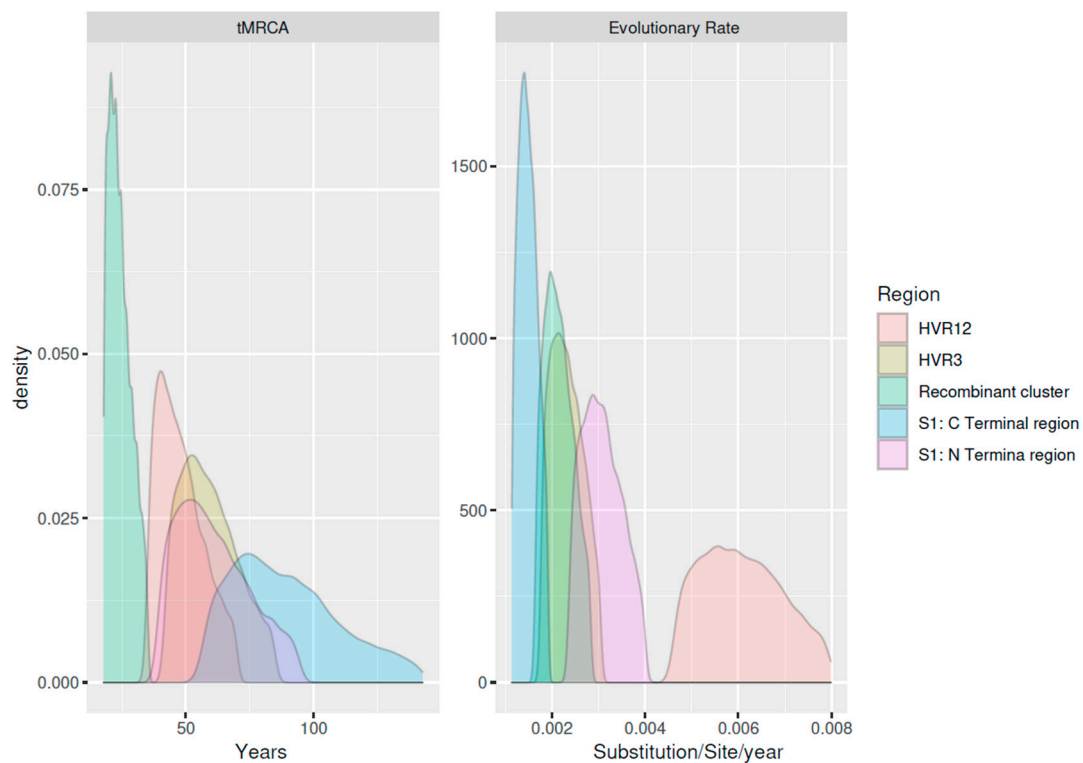 tMRCA
Evolutionary Rate
density
0.075
0.050
0.025
0.000
50
100
Years
1500
1000
500
0
0.002
0.004
0.006
0.008
Substitution/Site/year
Region
HVR12
HVR3
Recombinant cluster
S1: C Terminal region
S1: N Termina region